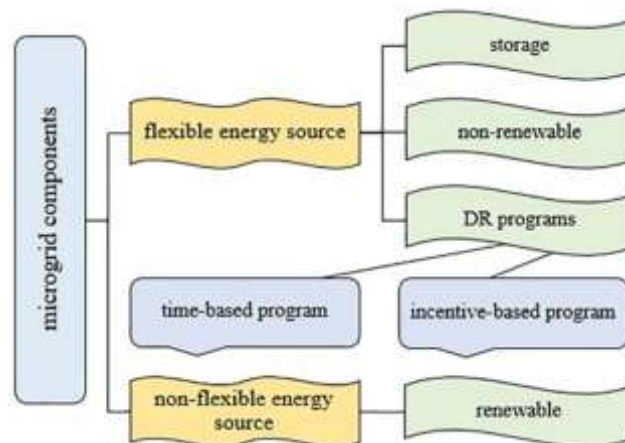 microgrid components
flexible energy source
storage
non-renewable
DR programs
time-based program
incentive-based program
non-flexible energy
source
renewable